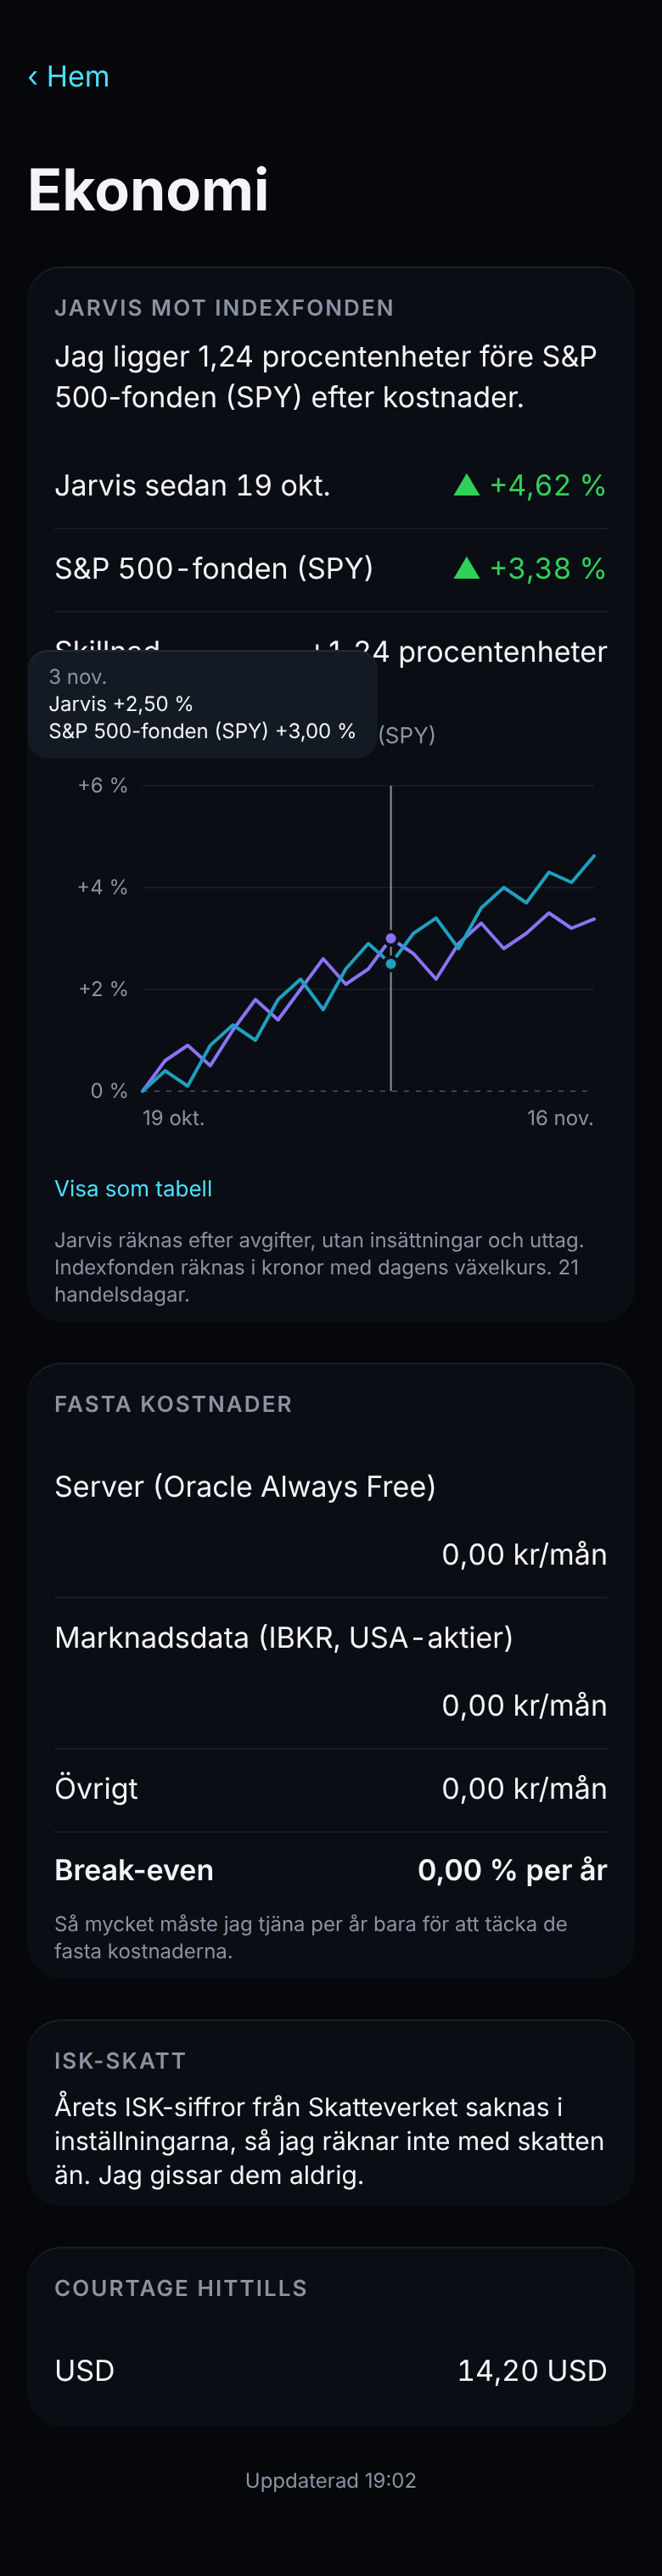 ‹ Hem
Ekonomi
JARVIS MOT INDEXFONDEN
Jag ligger 1,24 procentenheter före S&P
500-fonden (SPY) efter kostnader.
Jarvis sedan 19 okt. ▲ +4,62 %
S&P 500-fonden (SPY) ▲ +3,38 %
Skillnad +1,24 procentenheter
3 nov.
Jarvis +2,50 %
S&P 500-fonden (SPY) +3,00 %
(SPY)
+6 %
+4 %
+2 %
0 %
19 okt. 16 nov.
Visa som tabell
Jarvis räknas efter avgifter, utan insättningar och uttag.
Indexfonden räknas i kronor med dagens växelkurs. 21
handelsdagar.
FASTA KOSTNADER
Server (Oracle Always Free)
0,00 kr/mån
Marknadsdata (IBKR, USA-aktier)
0,00 kr/mån
Övrigt 0,00 kr/mån
Break-even 0,00 % per år
Så mycket måste jag tjäna per år bara för att täcka de
fasta kostnaderna.
ISK-SKATT
Årets ISK-siffror från Skatteverket saknas i
inställningarna, så jag räknar inte med skatten
än. Jag gissar dem aldrig.
COURTAGE HITTILLS
USD 14,20 USD
Uppdaterad 19:02